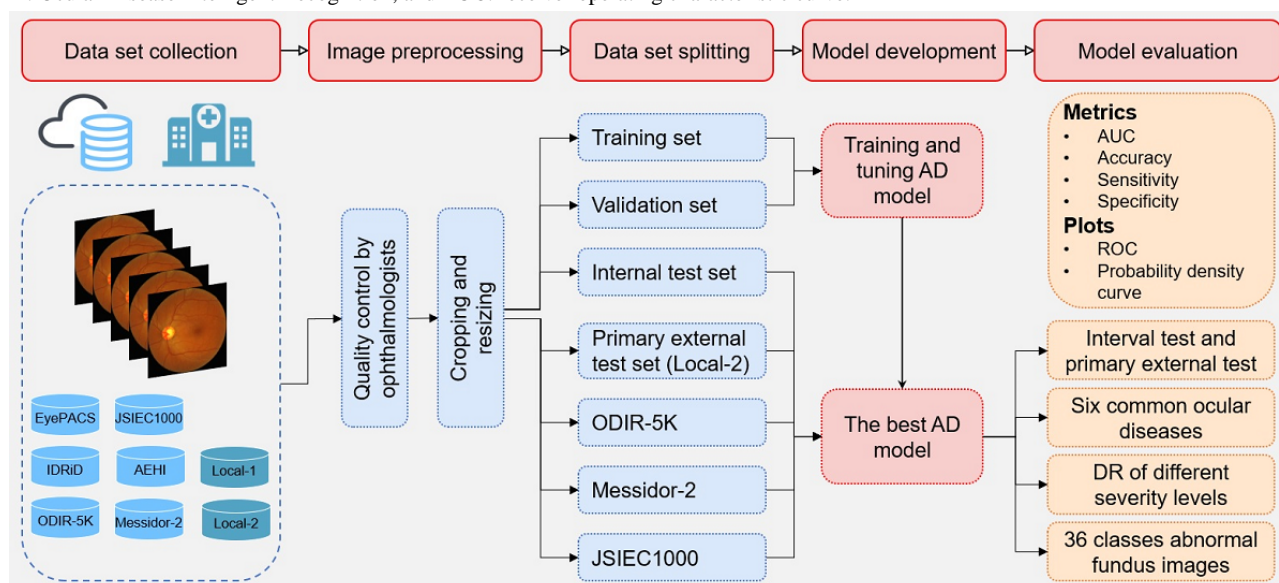 Data set collection
Image preprocessing
Data set splitting
Model development
Model evaluation
EyePACS
JSIEC1000
IDRiD
AEHI
Local-1
ODIR-5K
Messidor-2
Local-2
Quality control by
ophthalmologists
Cropping and
resizing
Training set
Validation set
Internal test set
Primary external
test set (Local-2)
ODIR-5K
Messidor-2
JSIEC1000
Training and
tuning AD
model
The best AD
model
Metrics
• AUC
• Accuracy
• Sensitivity
• Specificity
Plots
• ROC
• Probability density
curve
Interval test and
primary external test
Six common ocular
diseases
DR of different
severity levels
36 classes abnormal
fundus images